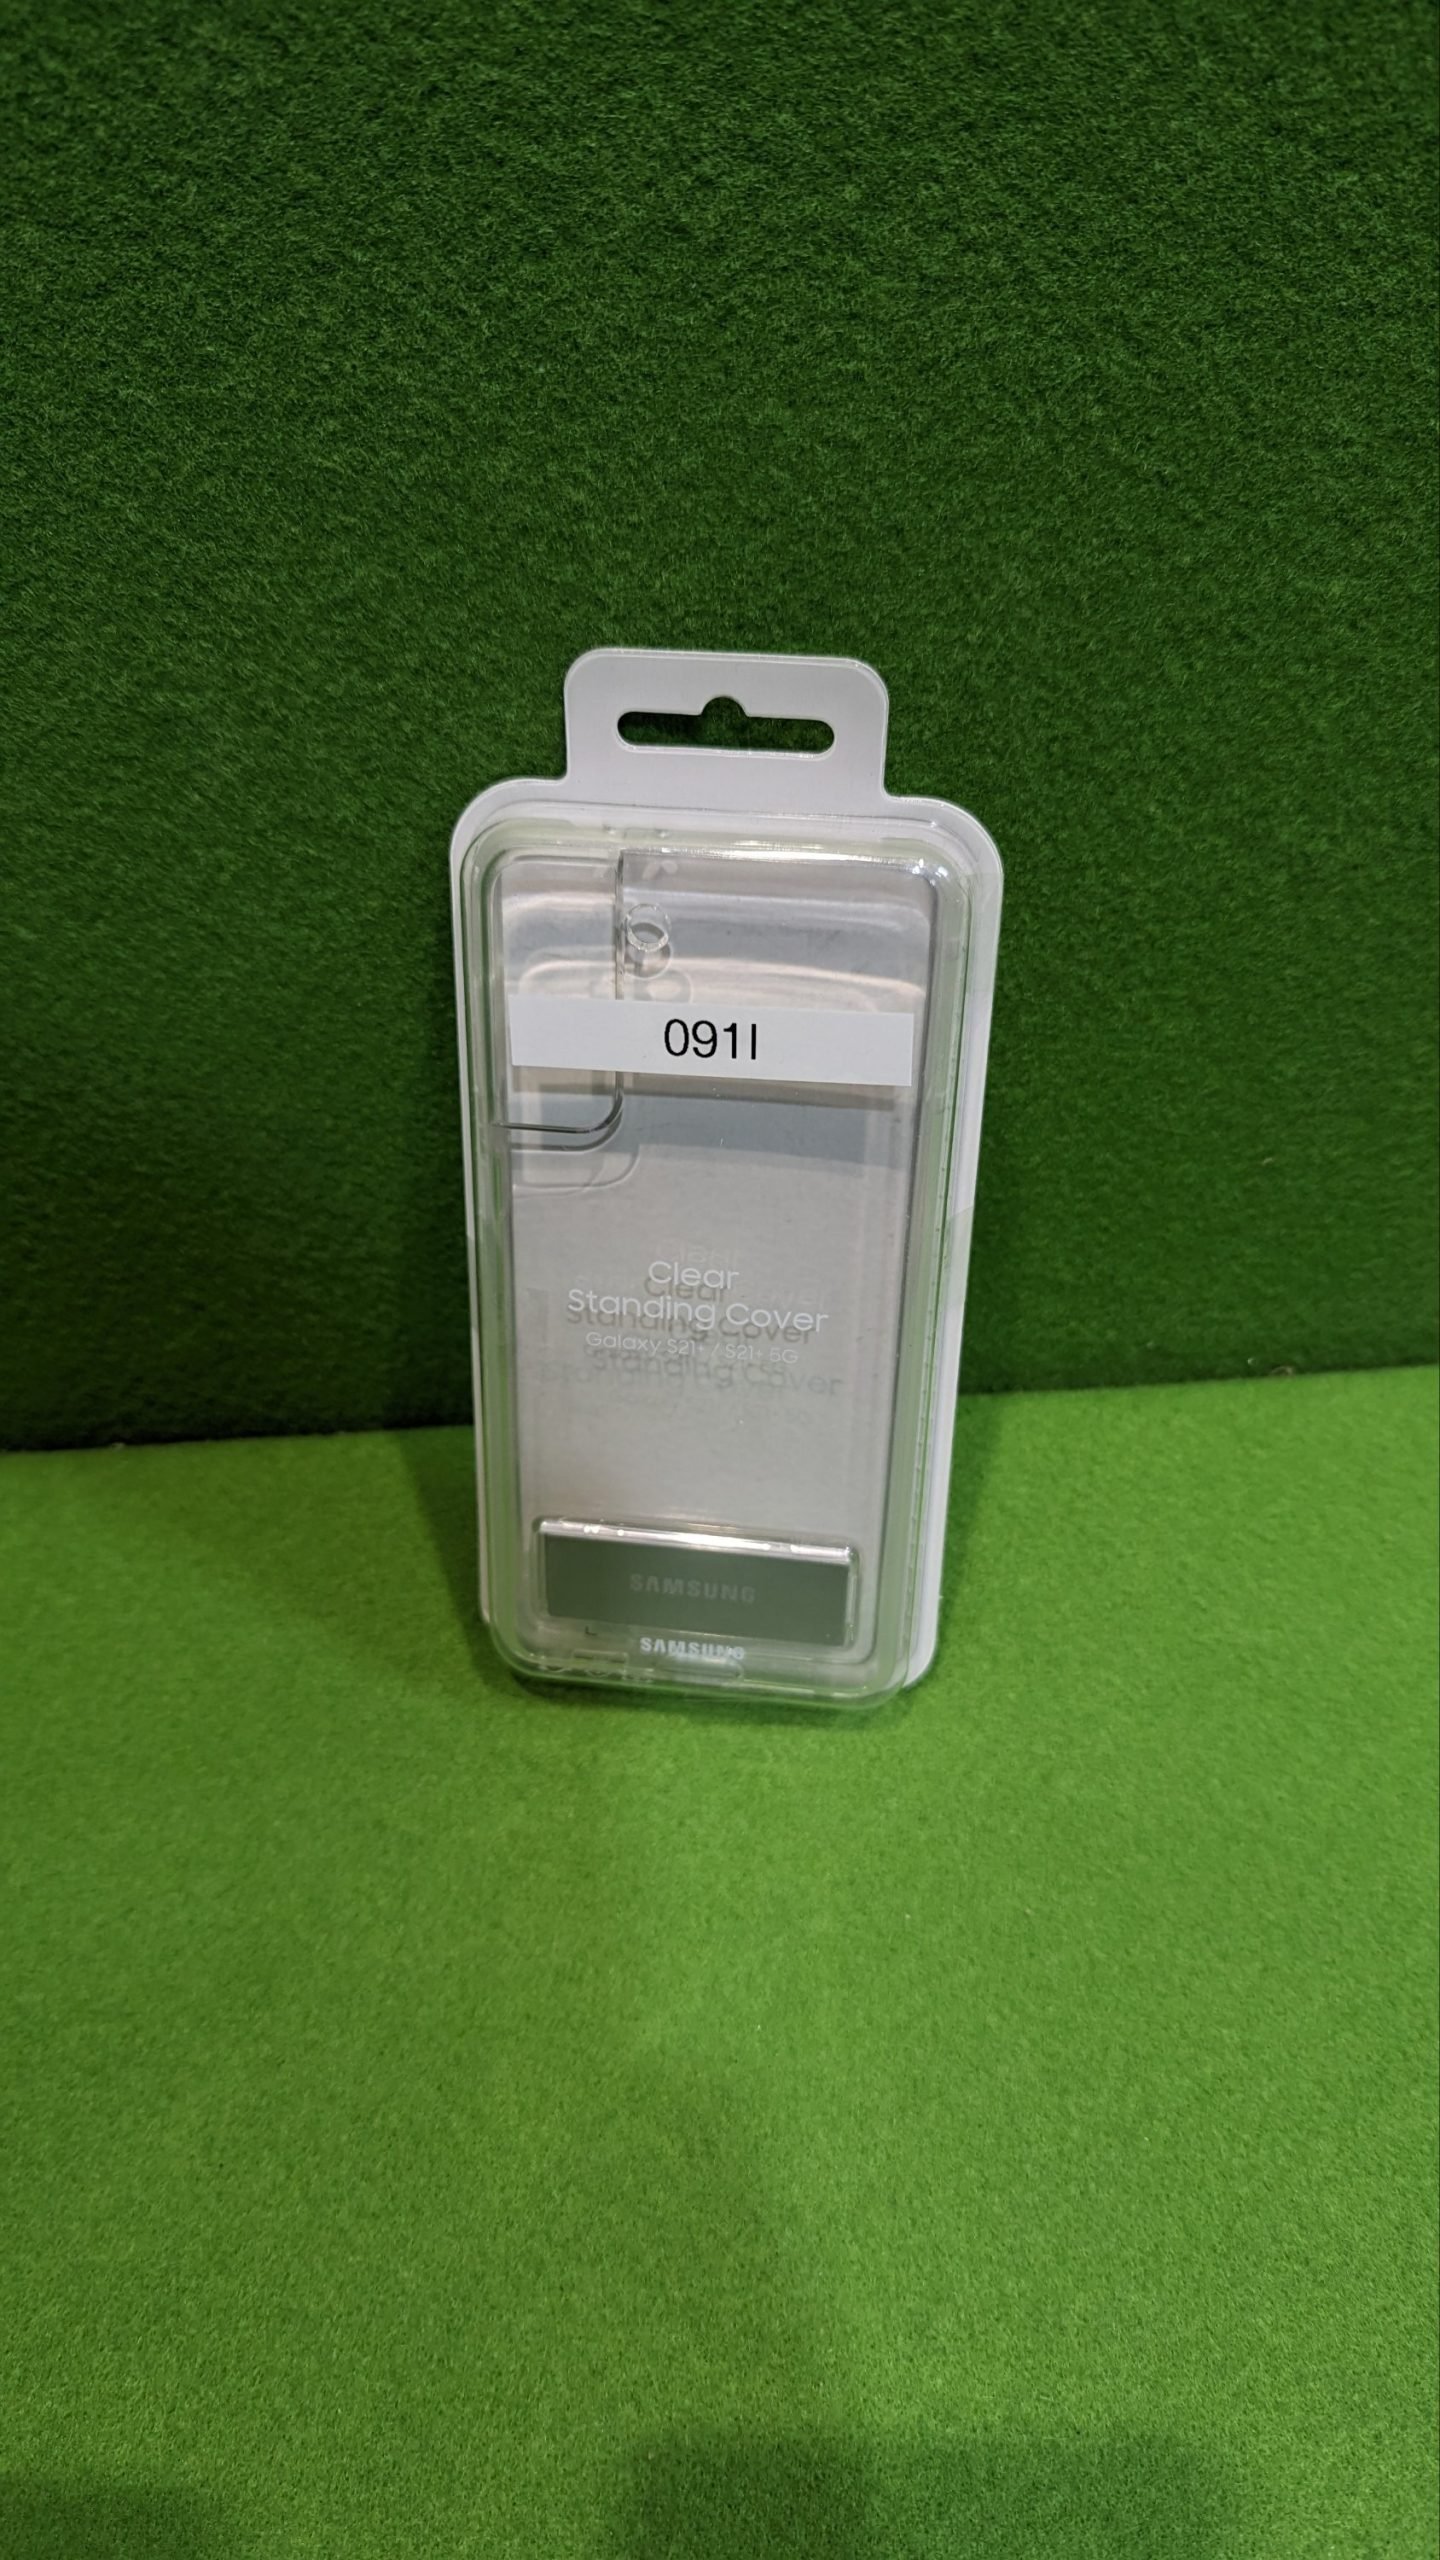 091I
Clear
Standing Cover
Galaxy S21+ / S21+ 5G
SAMSUNG
SAMSUNG